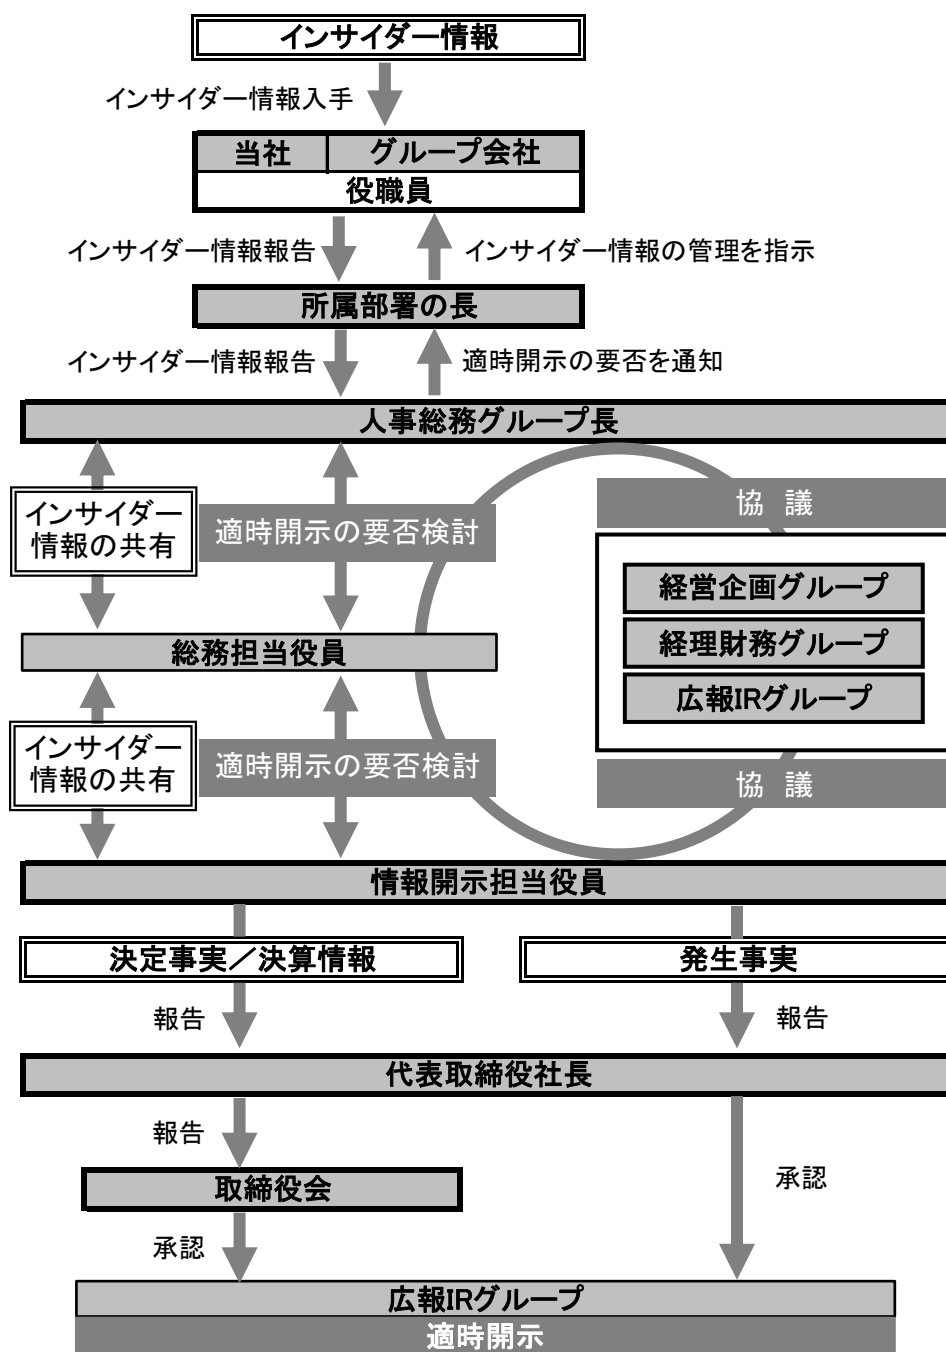 インサイダー情報
インサイダー情報入手
当社 グループ会社
役職員
インサイダー情報報告 インサイダー情報の管理を指示
所属部署の長
インサイダー情報報告 適時開示の要否を通知
人事総務グループ長
インサイダー
情報の共有
適時開示の要否検討
協 議
経営企画グループ
経理財務グループ
広報IRグループ
総務担当役員
インサイダー
情報の共有
適時開示の要否検討
協 議
情報開示担当役員
決定事実／決算情報 発生事実
報告 報告
代表取締役社長
報告
取締役会
承認
承認
広報IRグループ
適時開示